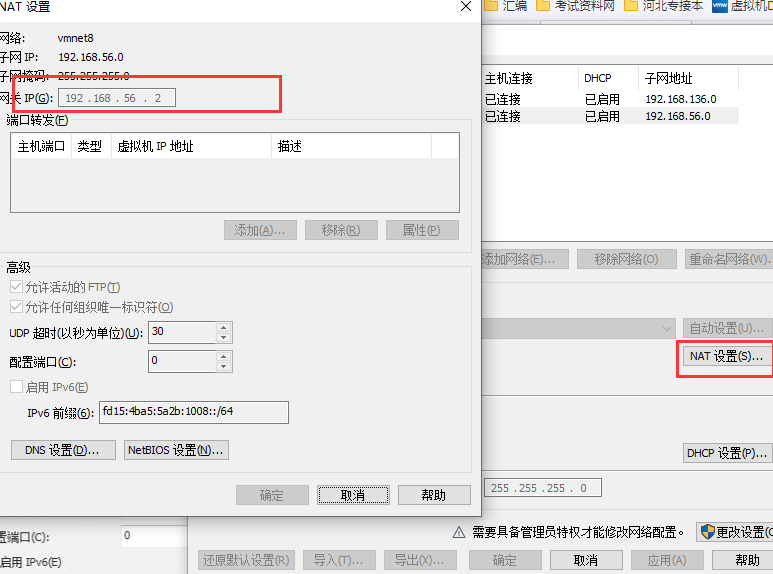 NAT 设置
网络: vmnet8
子网 IP: 192.168.56.0
子网掩码: 255.255.255.0
网关 IP(G): 192 . 168 . 56 . 2
端口转发(F)
主机端口 类型 虚拟机 IP 地址 描述
添加(A)... 移除(R) 属性(P)
高级
允许活动的 FTP(T)
允许任何组织唯一标识符(O)
UDP 超时(以秒为单位)(U): 30
配置端口(C): 0
启用 IPv6(E)
IPv6 前缀(6): fd15:4ba5:5a2b:1008::/64
DNS 设置(D)... NetBIOS 设置(N)...
确定 取消 帮助
置端口(C): 0
启用 IPv6(E)
汇编 考试资料网 河北专接本 vmw 虚拟机
主机连接 DHCP 子网地址
已连接 已启用 192.168.136.0
已连接 已启用 192.168.56.0
添加网络(E)... 移除网络(O) 重命名网络(W)...
自动设置(U)...
NAT 设置(S)...
DHCP 设置(P)...
255 . 255 . 255 . 0
需要具备管理员特权才能修改网络配置。 更改设置(C)
还原默认设置(R) 导入(T)... 导出(X)... 确定 取消 应用(A) 帮助